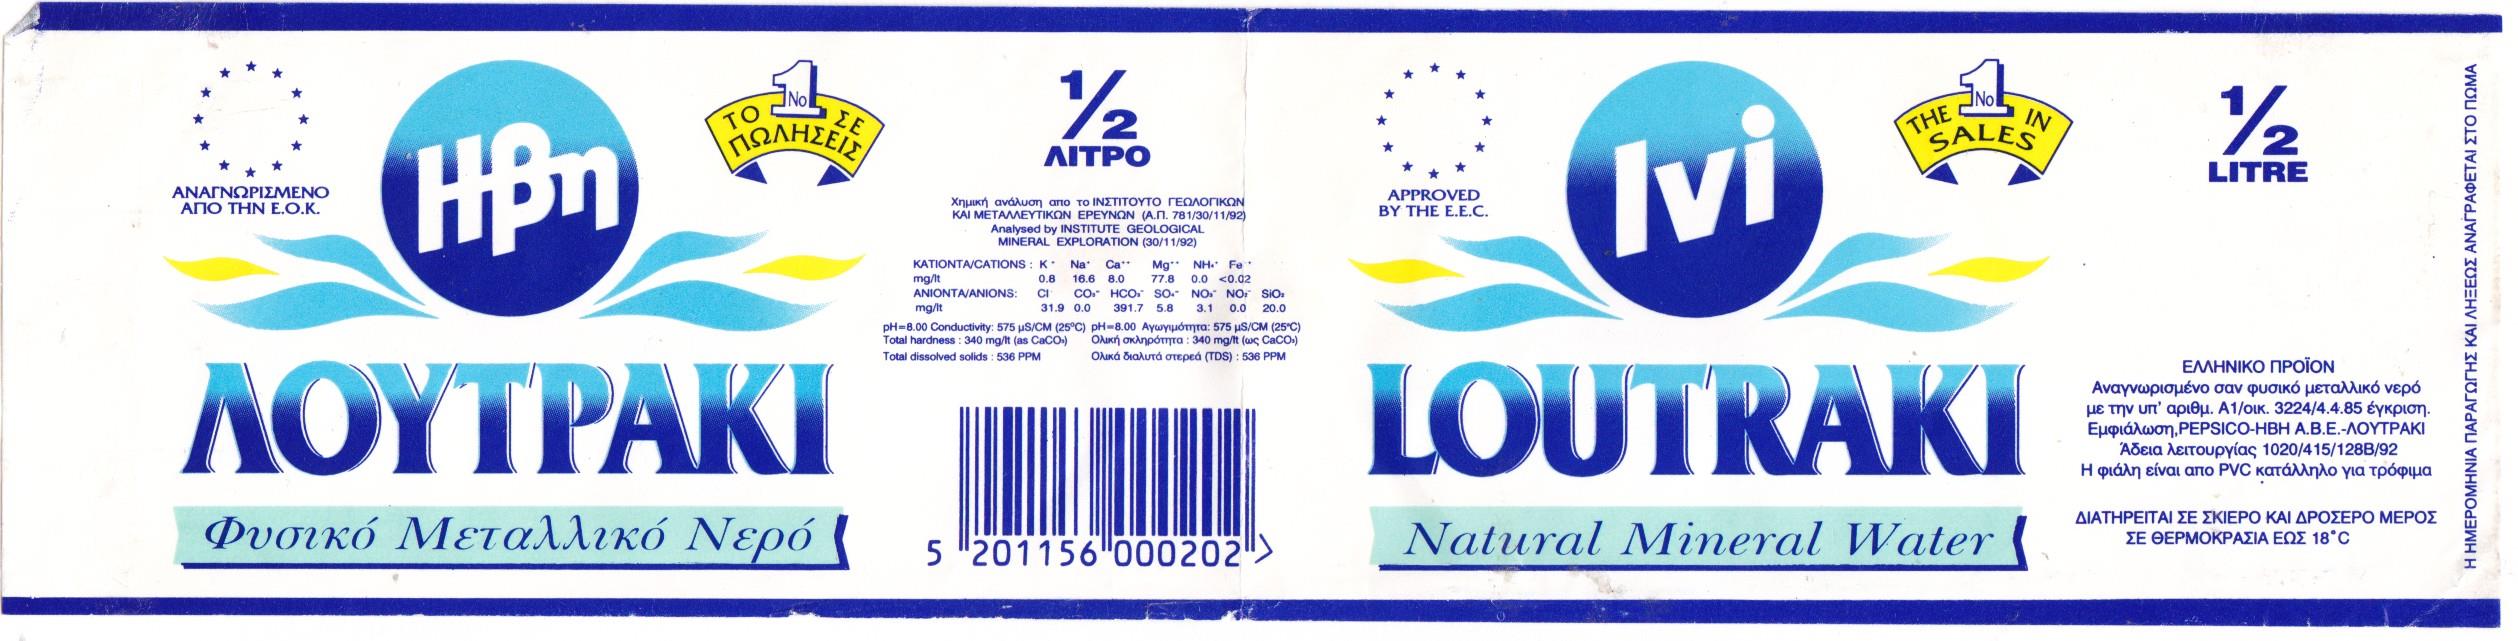 ΑΝΑΓΝΩΡΙΣΜΕΝΟ
ΑΠΟ ΤΗΝ Ε.Ο.Κ.
Ηβη
ΤΟ Νο 1 ΣΕ
ΠΩΛΗΣΕΙΣ
ΛΟΥΤΡΑΚΙ
Φυσικό Μεταλλικό Νερό
1/2
ΛΙΤΡΟ
Χημική ανάλυση απο το ΙΝΣΤΙΤΟΥΤΟ ΓΕΩΛΟΓΙΚΩΝ
ΚΑΙ ΜΕΤΑΛΛΕΥΤΙΚΩΝ ΕΡΕΥΝΩΝ (Α.Π. 781/30/11/92)
Analysed by INSTITUTE GEOLOGICAL
MINERAL EXPLORATION (30/11/92)
ΚΑΤΙΟΝΤΑ/CATIONS : K⁺ Na⁺ Ca⁺⁺ Mg⁺⁺ NH₄⁺ Fe⁺⁺
mg/lt 0.8 16.6 8.0 77.8 0.0 <0.02
ΑΝΙΟΝΤΑ/ANIONS: Cl⁻ CO₃⁼ HCO₃⁻ SO₄⁼ NO₃⁻ NO₂⁻ SiO₂
mg/lt 31.9 0.0 391.7 5.8 3.1 0.0 20.0
pH=8.00 Conductivity: 575 µS/CM (25°C) pH=8.00 Αγωγιμότητα: 575 µS/CM (25°C)
Total hardness : 340 mg/lt (as CaCO₃) Ολική σκληρότητα : 340 mg/lt (ως CaCO₃)
Total dissolved solids : 536 PPM Ολικά διαλυτά στερεά (TDS) : 536 PPM
5 201156 000202 >
APPROVED
BY THE E.E.C.
Ivi
THE No 1 IN
SALES
LOUTRAKI
Natural Mineral Water
1/2
LITRE
ΕΛΛΗΝΙΚΟ ΠΡΟΪΟΝ
Αναγνωρισμένο σαν φυσικό μεταλλικό νερό
με την υπ' αριθμ. Α1/οικ. 3224/4.4.85 έγκριση.
Εμφιάλωση,PEPSICO-HBH Α.Β.Ε.-ΛΟΥΤΡΑΚΙ
Άδεια λειτουργίας 1020/415/128Β/92
Η φιάλη είναι απο PVC κατάλληλο για τρόφιμα
ΔΙΑΤΗΡΕΙΤΑΙ ΣΕ ΣΚΙΕΡΟ ΚΑΙ ΔΡΟΣΕΡΟ ΜΕΡΟΣ
ΣΕ ΘΕΡΜΟΚΡΑΣΙΑ ΕΩΣ 18°C
Η ΗΜΕΡΟΜΗΝΙΑ ΠΑΡΑΓΩΓΗΣ ΚΑΙ ΛΗΞΕΩΣ ΑΝΑΓΡΑΦΕΤΑΙ ΣΤΟ ΠΩΜΑ